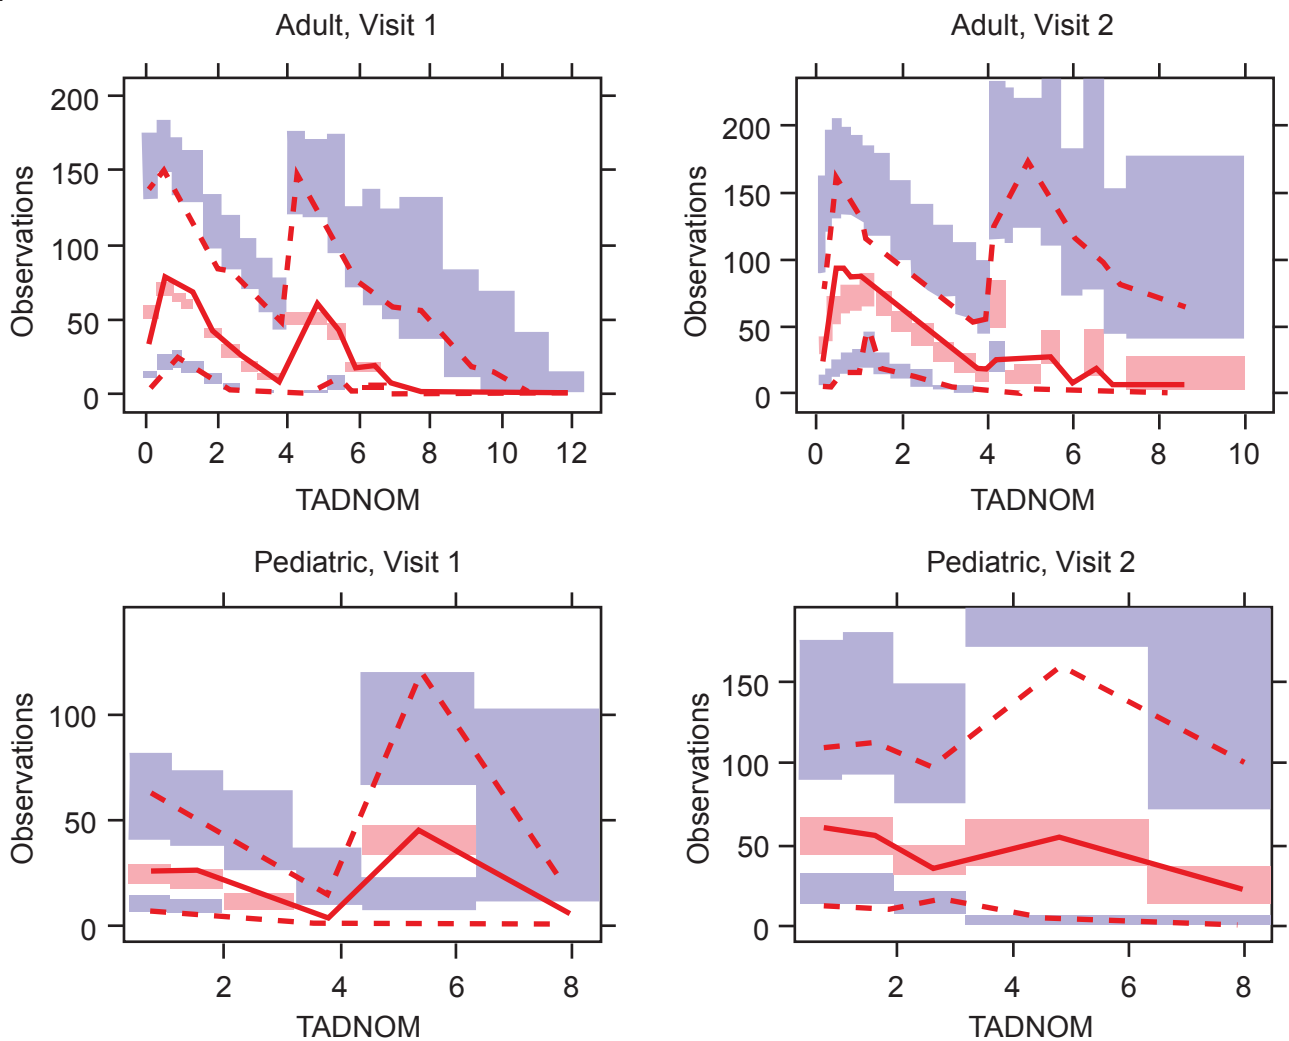 Adult, Visit 1
Adult, Visit 2
Observations
200
150
100
50
0
0 2 4 6 8 10 12
TADNOM
Observations
200
150
100
50
0
0 2 4 6 8 10
TADNOM
Pediatric, Visit 1
Pediatric, Visit 2
Observations
100
50
0
2 4 6 8
TADNOM
Observations
150
100
50
0
2 4 6 8
TADNOM